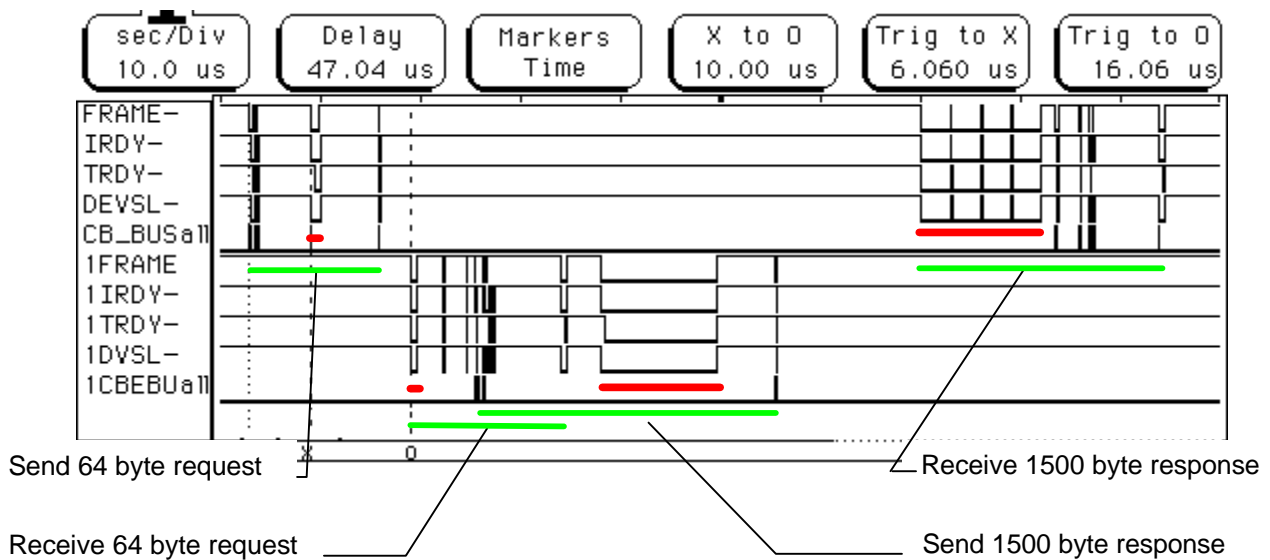 sec/Div Delay Markers X to O Trig to X Trig to O
10.0 us 47.04 us Time 10.00 us 6.060 us 16.06 us
FRAME-
IRDY-
TRDY-
DEVSL-
CB_BUSall
1FRAME
1IRDY-
1TRDY-
1DVSL-
1CBEBUall
X O
Send 64 byte request Receive 1500 byte response
Receive 64 byte request Send 1500 byte response